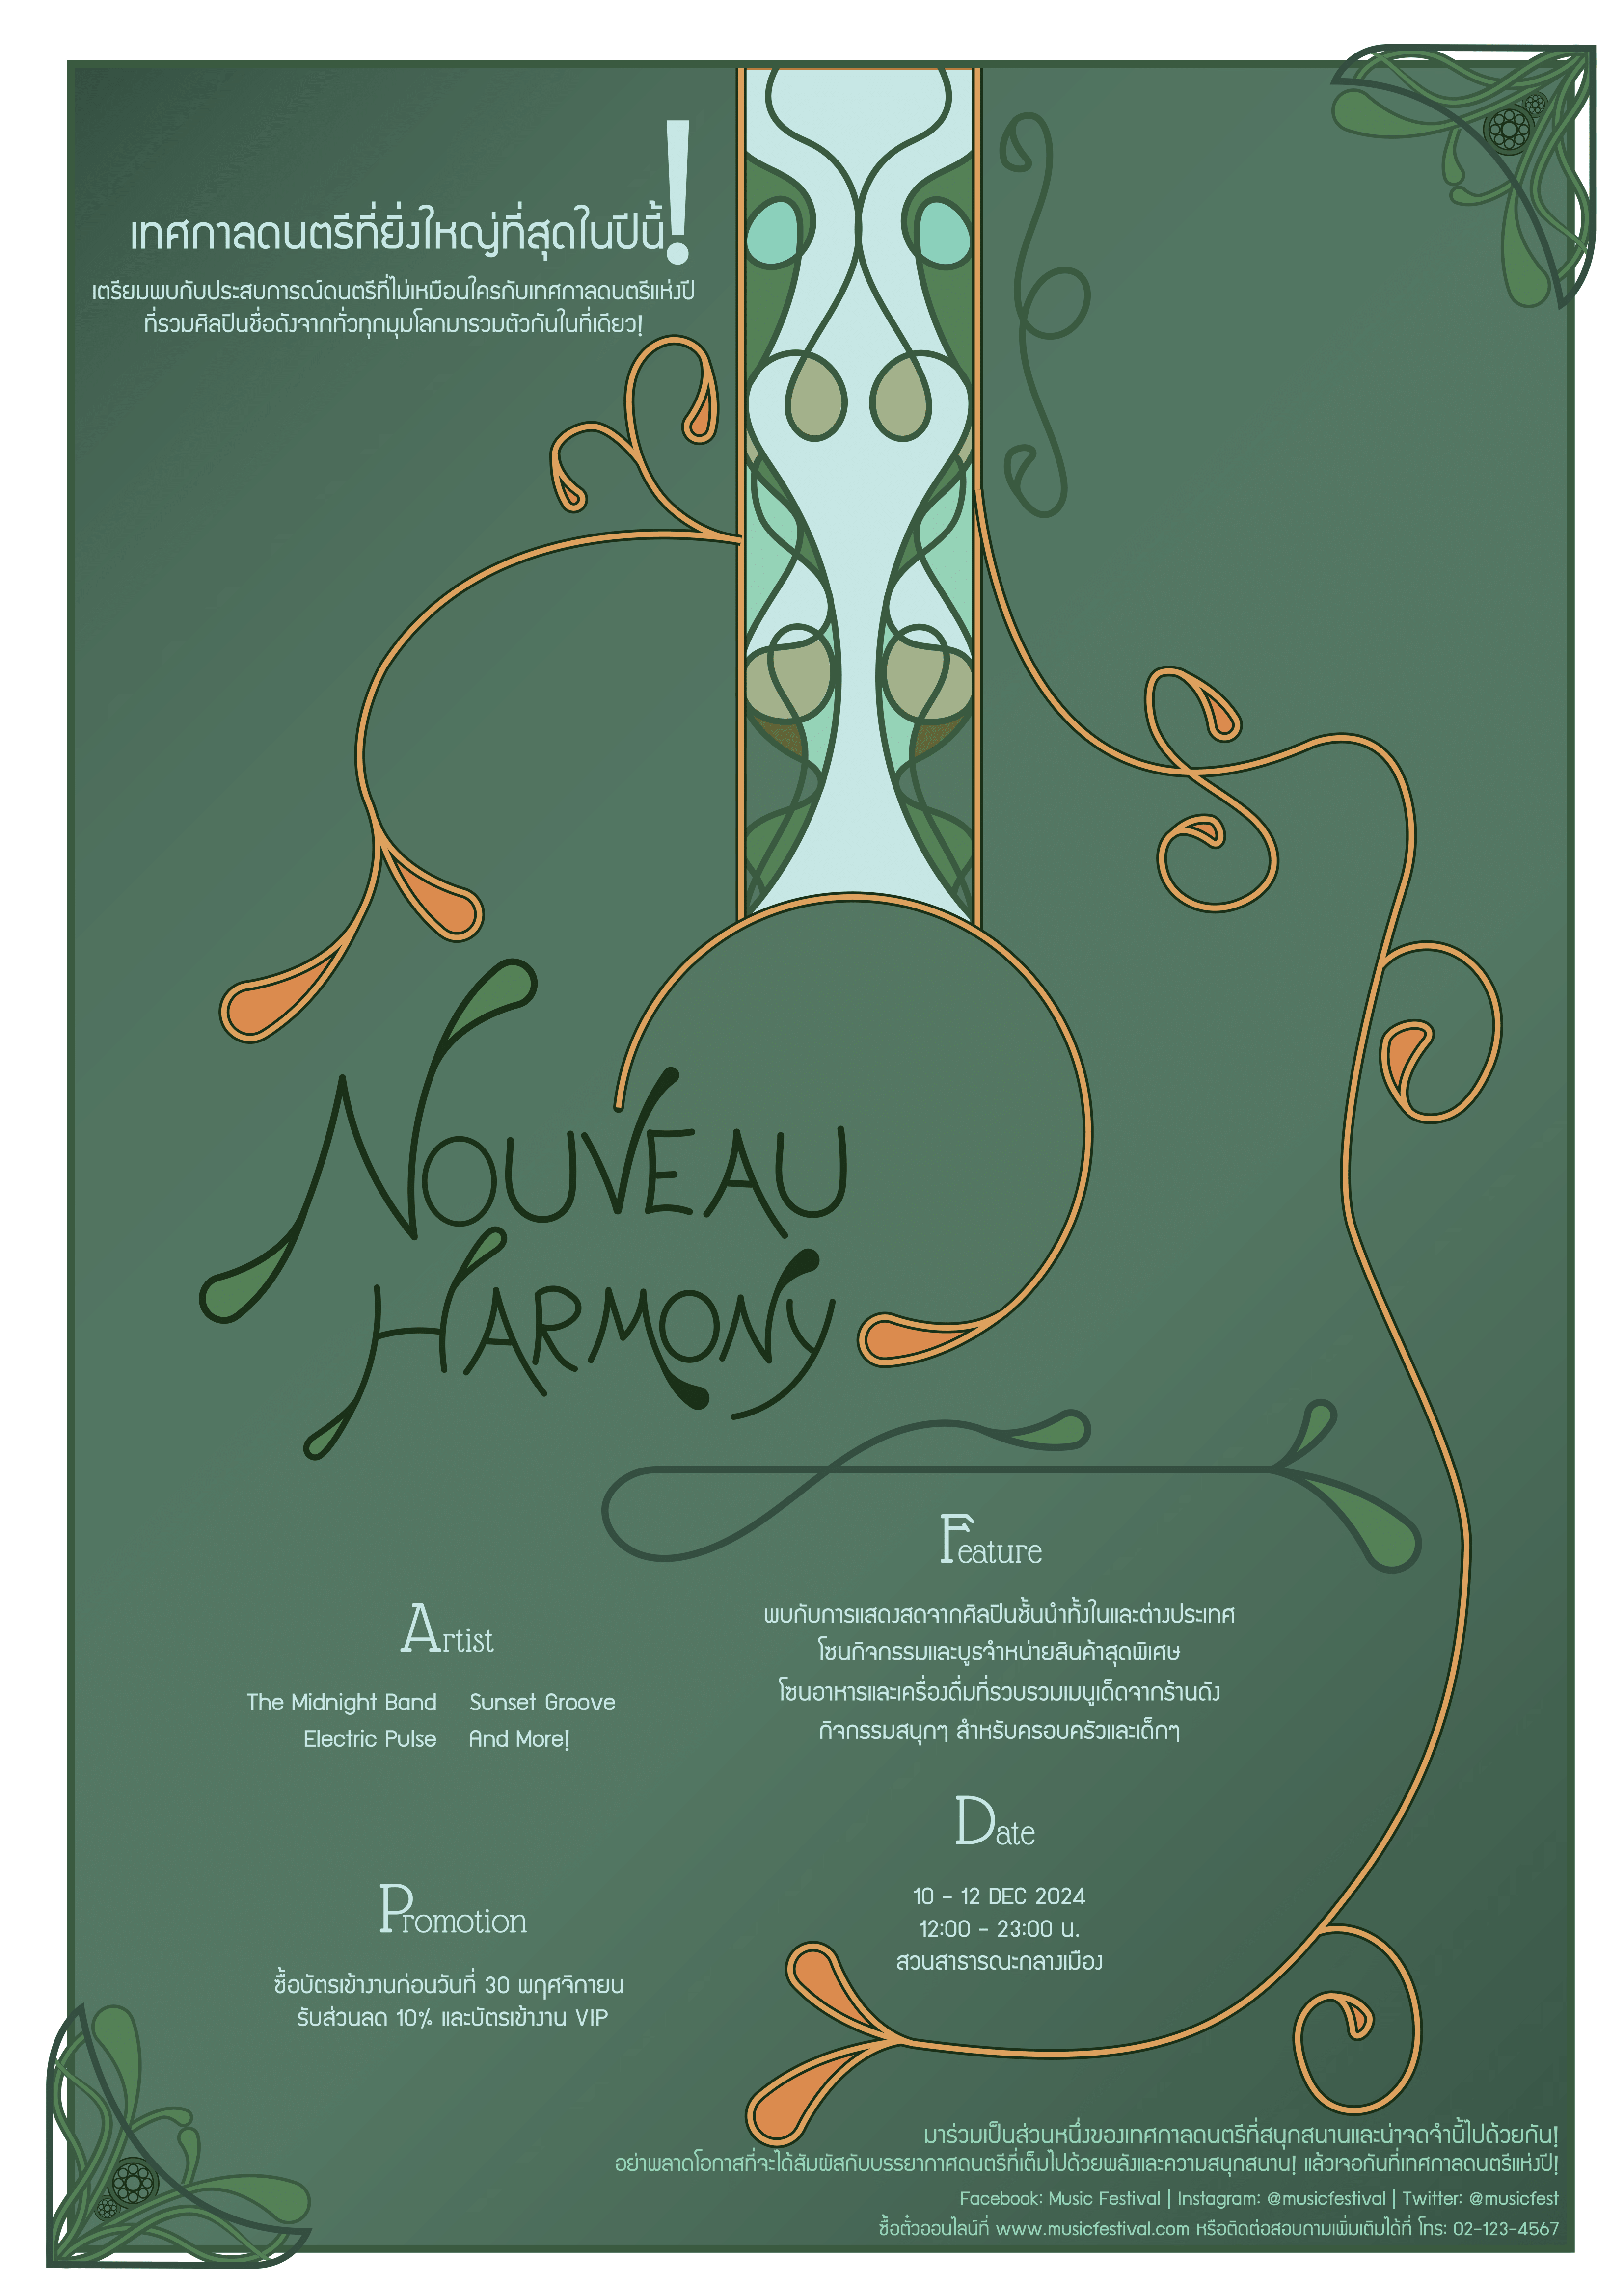 เทศกาลดนตรีที่ยิ่งใหญ่ที่สุดในปีนี้!
เตรียมพบกับประสบการณ์ดนตรีที่ไม่เหมือนใครกับเทศกาลดนตรีแห่งปี
ที่รวมศิลปินชื่อดังจากทั่วทุกมุมโลกมารวมตัวกันในที่เดียว!
NOUVEAU
HARMONY
Feature
พบกับการแสดงสดจากศิลปินชั้นนำทั้งในและต่างประเทศ
โซนกิจกรรมและบูธจำหน่ายสินค้าสุดพิเศษ
โซนอาหารและเครื่องดื่มที่รวบรวมเมนูเด็ดจากร้านดัง
กิจกรรมสนุกๆ สำหรับครอบครัวและเด็กๆ
Artist
The Midnight Band Sunset Groove
Electric Pulse And More!
Date
10 - 12 DEC 2024
12:00 - 23:00 น.
สวนสาธารณะกลางเมือง
Promotion
ซื้อบัตรเข้างานก่อนวันที่ 30 พฤศจิกายน
รับส่วนลด 10% และบัตรเข้างาน VIP
มาร่วมเป็นส่วนหนึ่งของเทศกาลดนตรีที่สนุกสนานและน่าจดจำนี้ไปด้วยกัน!
อย่าพลาดโอกาสที่จะได้สัมผัสกับบรรยากาศดนตรีที่เต็มไปด้วยพลังและความสนุกสนาน! แล้วเจอกันที่เทศกาลดนตรีแห่งปี!
Facebook: Music Festival | Instagram: @musicfestival | Twitter: @musicfest
ซื้อตั๋วออนไลน์ที่ www.musicfestival.com หรือติดต่อสอบถามเพิ่มเติมได้ที่ โทร: 02-123-4567